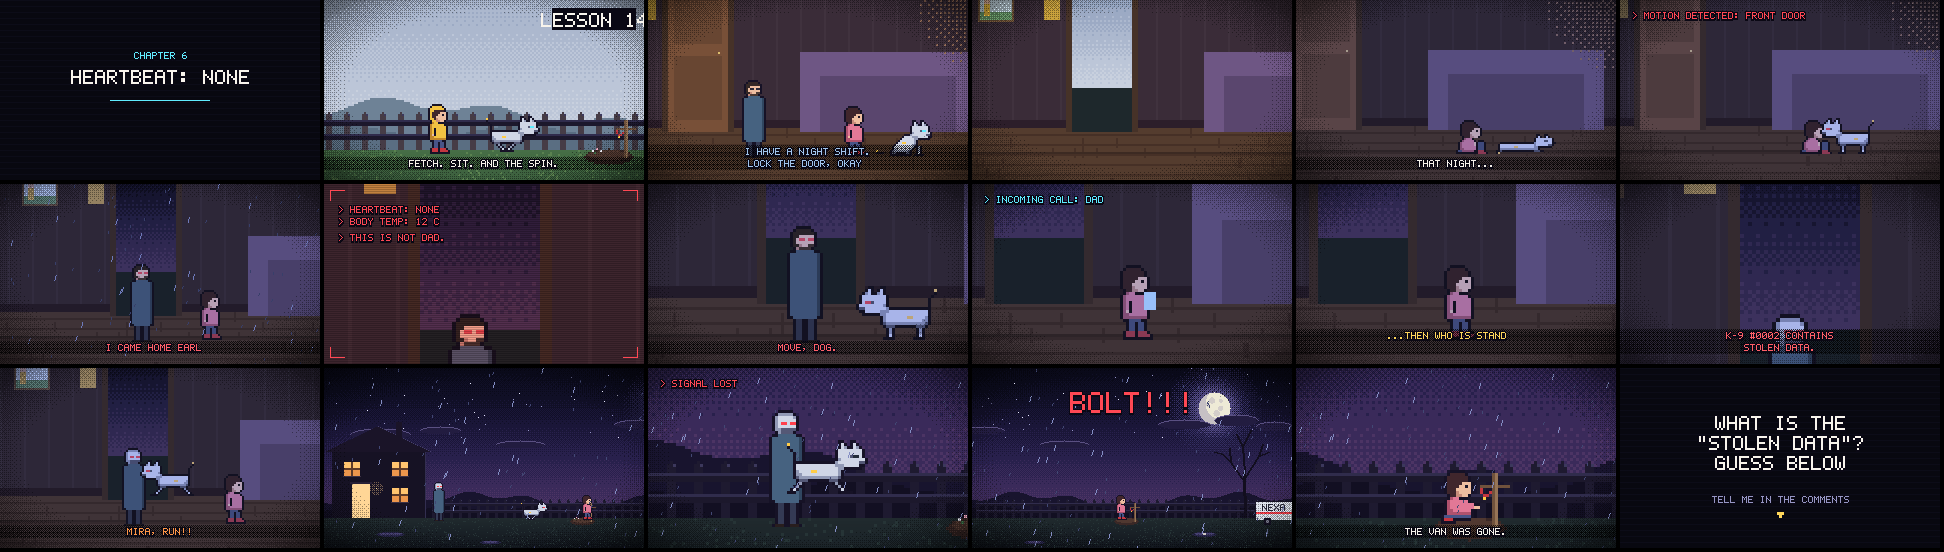 CHAPTER 6
HEARTBEAT: NONE
LESSON 14
FETCH. SIT. AND THE SPIN.
I HAVE A NIGHT SHIFT.
LOCK THE DOOR, OKAY
THAT NIGHT...
> MOTION DETECTED: FRONT DOOR
I CAME HOME EARL
> HEARTBEAT: NONE
> BODY TEMP: 12 C
> THIS IS NOT DAD.
MOVE, DOG.
> INCOMING CALL: DAD
...THEN WHO IS STAND
K-9 #0002 CONTAINS
STOLEN DATA.
MIRA, RUN!!
> SIGNAL LOST
BOLT!!!
NEXA
THE VAN WAS GONE.
WHAT IS THE
"STOLEN DATA"?
GUESS BELOW
TELL ME IN THE COMMENTS